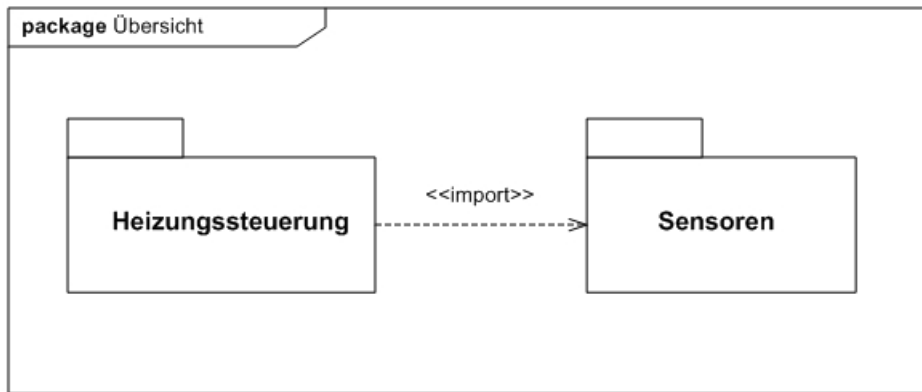 package Übersicht
<<import>>
Heizungssteuerung
Sensoren